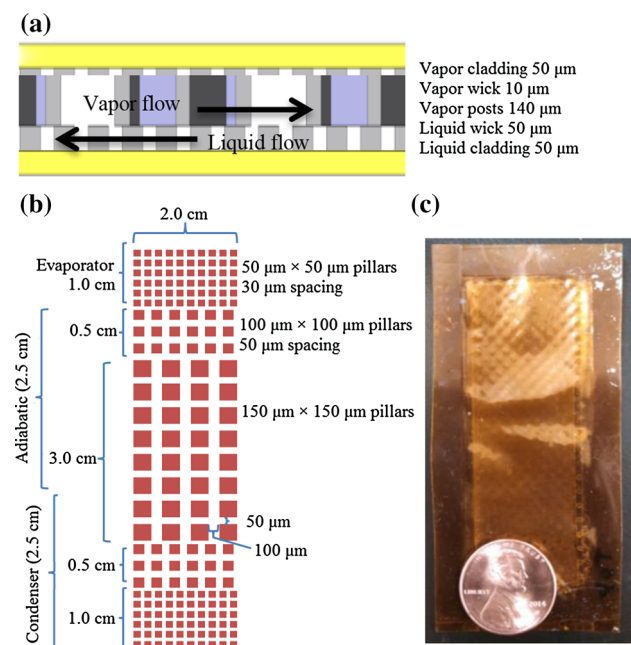 (a)
Vapor flow
Liquid flow
Vapor cladding 50 μm
Vapor wick 10 μm
Vapor posts 140 μm
Liquid wick 50 μm
Liquid cladding 50 μm
(b)
2.0 cm
Evaporator
1.0 cm
50 μm × 50 μm pillars
30 μm spacing
0.5 cm
100 μm × 100 μm pillars
50 μm spacing
Adiabatic (2.5 cm)
150 μm × 150 μm pillars
3.0 cm
50 μm
100 μm
Condenser (2.5 cm)
0.5 cm
1.0 cm
(c)
LIBERTY
2014